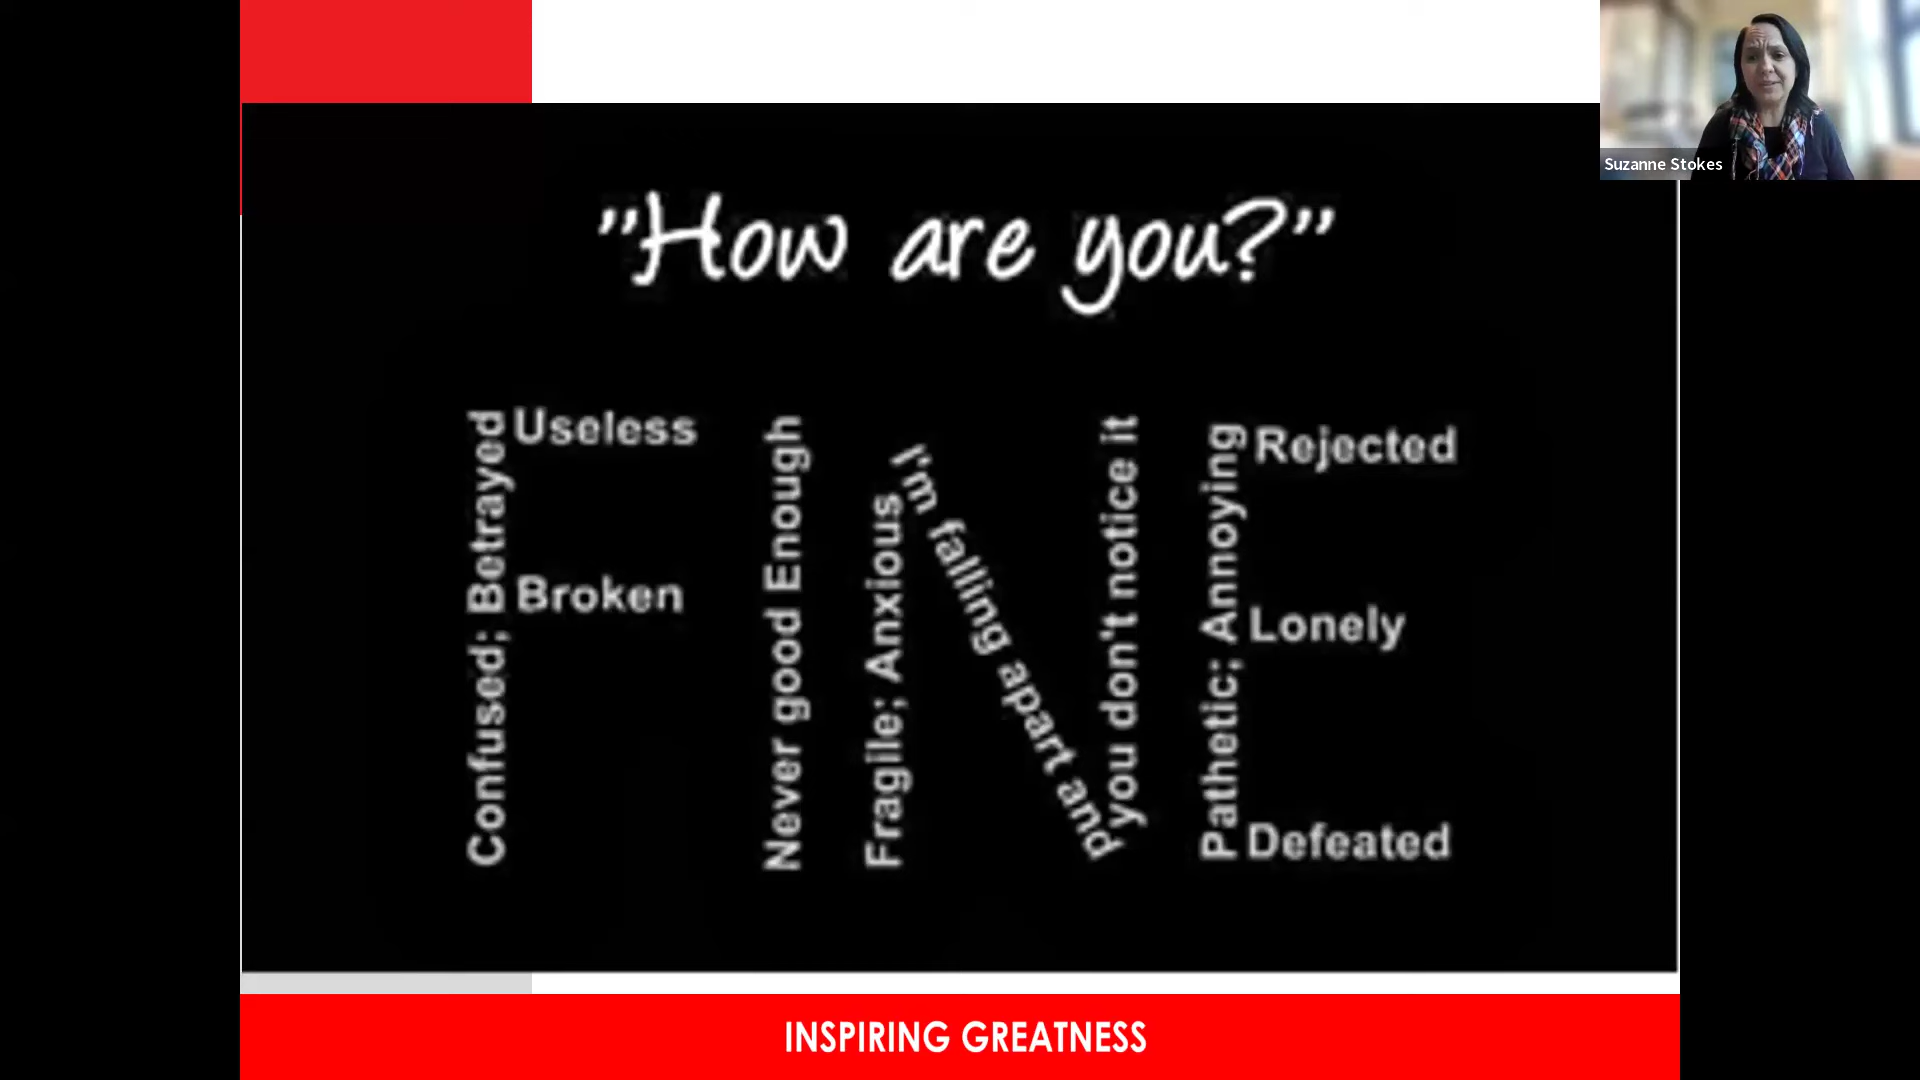 Suzanne Stokes
"How are you?"
Confused; Betrayed
Useless
Broken
Never good Enough
Fragile; Anxious
I'm falling apart and
you don't notice it
Pathetic; Annoying
Rejected
Lonely
Defeated
INSPIRING GREATNESS